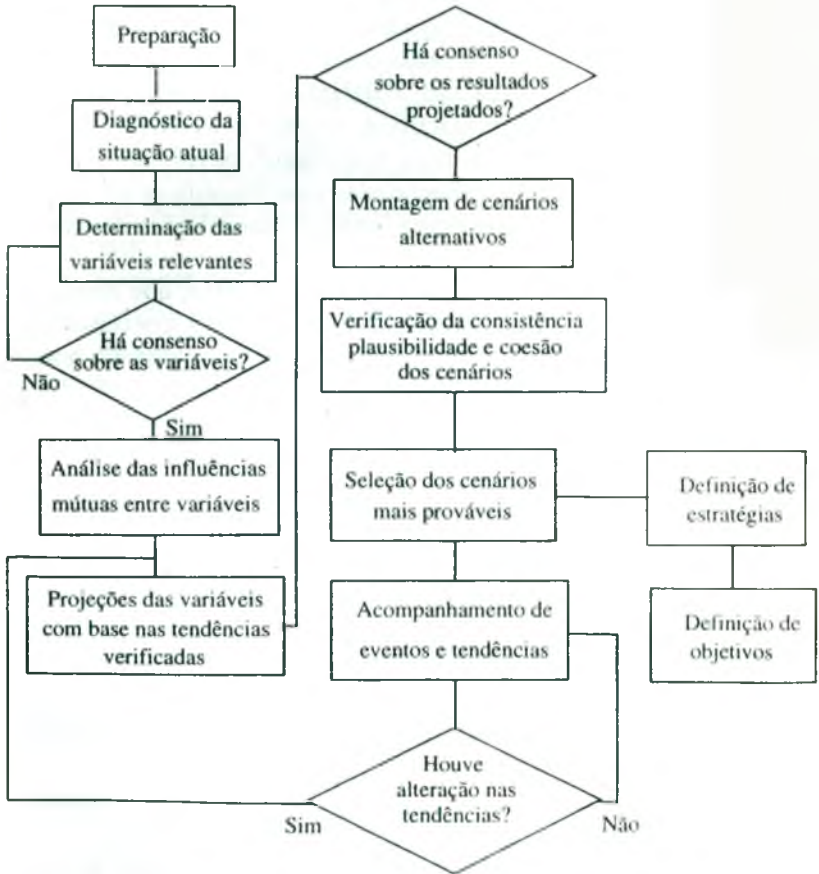 Preparação
Diagnóstico da
situação atual
Determinação das
variáveis relevantes
Há consenso
sobre as variáveis?
Não
Sim
Análise das influências
mútuas entre variáveis
Projeções das variáveis
com base nas tendências
verificadas
Há consenso
sobre os resultados
projetados?
Montagem de cenários
alternativos
Verificação da consistência
plausibilidade e coesão
dos cenários
Seleção dos cenários
mais prováveis
Definição de
estratégias
Definição de
objetivos
Acompanhamento de
eventos e tendências
Houve
alteração nas
tendências?
Sim
Não